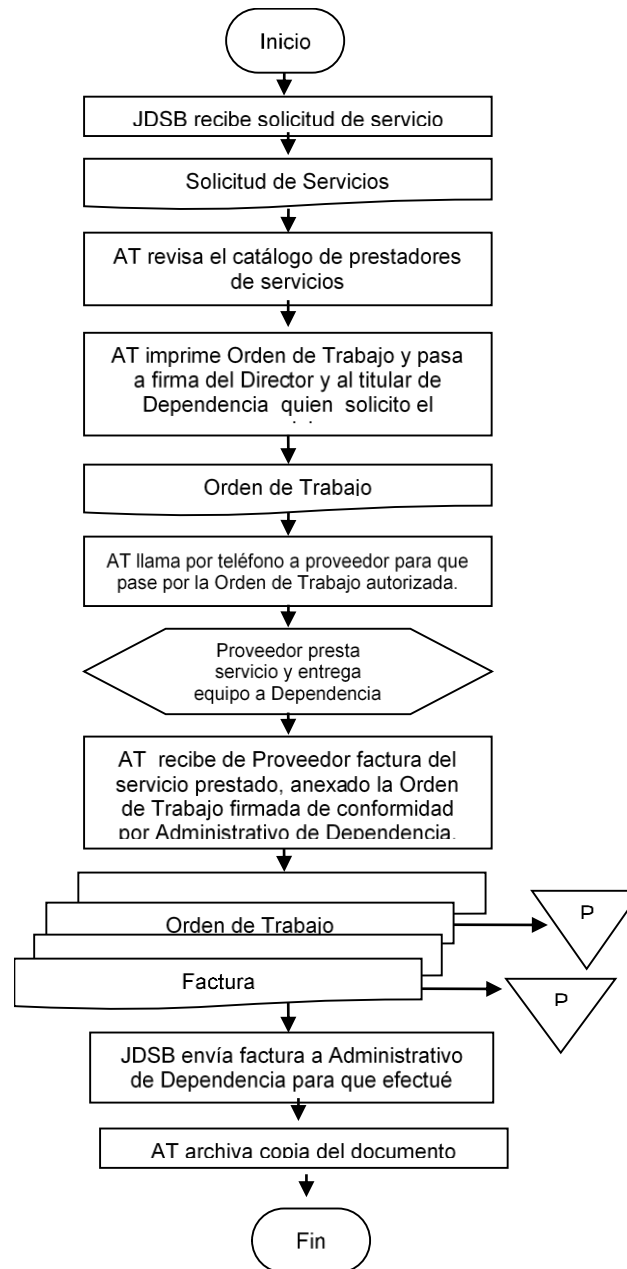 Inicio
JDSB recibe solicitud de servicio
Solicitud de Servicios
AT revisa el catálogo de prestadores
de servicios
AT imprime Orden de Trabajo y pasa
a firma del Director y al titular de
Dependencia quien solicito el
Orden de Trabajo
AT llama por teléfono a proveedor para que
pase por la Orden de Trabajo autorizada.
Proveedor presta
servicio y entrega
equipo a Dependencia
AT recibe de Proveedor factura del
servicio prestado, anexado la Orden
de Trabajo firmada de conformidad
por Administrativo de Dependencia.
Orden de Trabajo
P
Factura
P
JDSB envía factura a Administrativo
de Dependencia para que efectué
AT archiva copia del documento
Fin